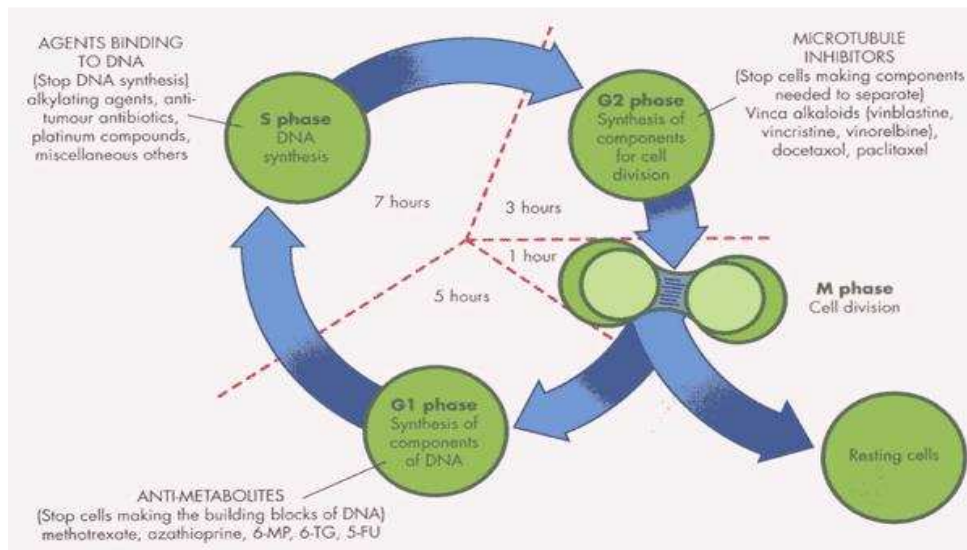 AGENTS BINDING
TO DNA
(Stop DNA synthesis)
alkylating agents, anti-
tumour antibiotics,
platinum compounds,
miscellaneous others
S phase
DNA
synthesis
G2 phase
Synthesis of
components
for cell
division
MICROTUBULE
INHIBITORS
(Stop cells making components
needed to separate)
Vinca alkaloids (vinblastine,
vincristine, vinorelbine),
docetaxol, paclitaxel
7 hours
3 hours
1 hour
5 hours
M phase
Cell division
G1 phase
Synthesis of
components
of DNA
Resting cells
ANTI-METABOLITES
(Stop cells making the building blocks of DNA)
methotrexate, azathioprine, 6-MP, 6-TG, 5-FU